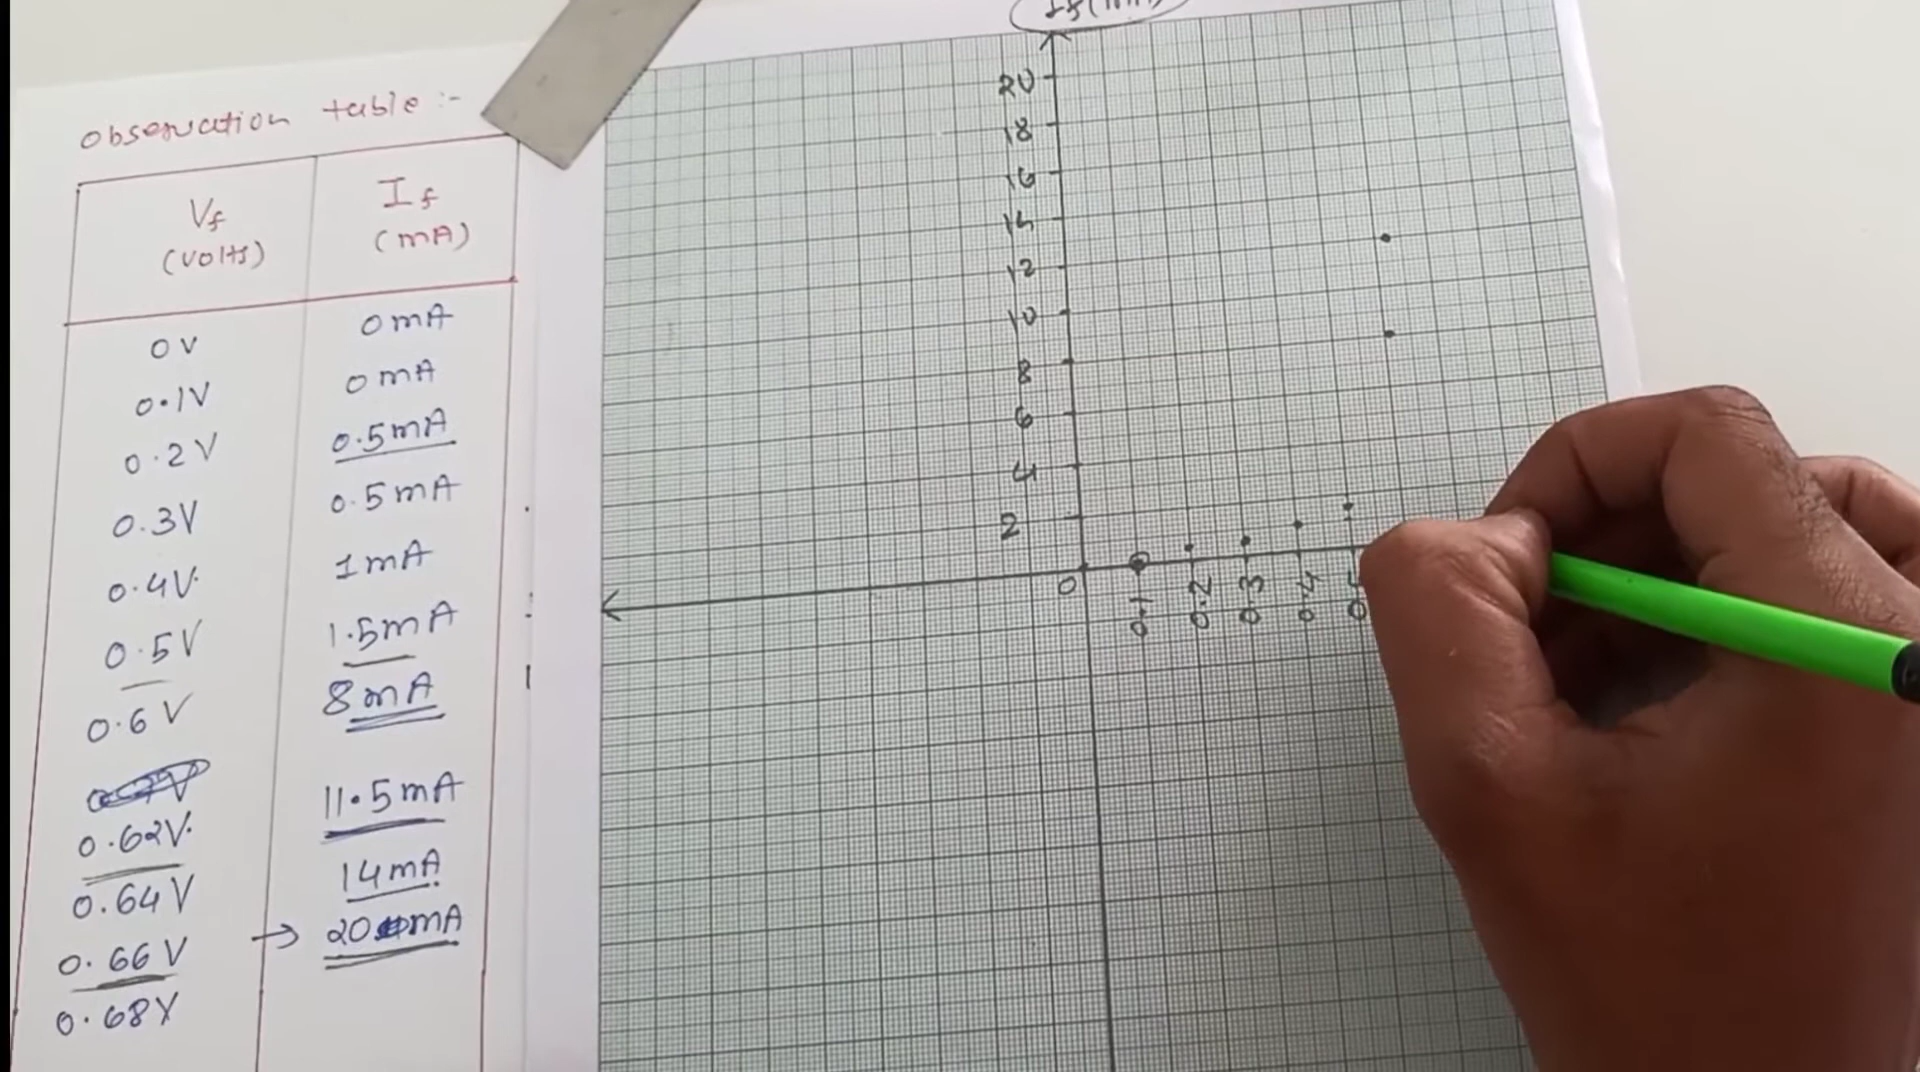 Observation table :-
Vf If
(volts) (mA)
0V 0mA
0.1V 0mA
0.2V 0.5mA
0.3V 0.5mA
0.4V 1mA
0.5V 1.5mA
0.6V 8mA
0.62V 11.5mA
0.64V 14mA
0.66V → 20mA
0.68V
If(mA)
20
18
16
14
12
10
8
6
4
2
0 0.1 0.2 0.3 0.4